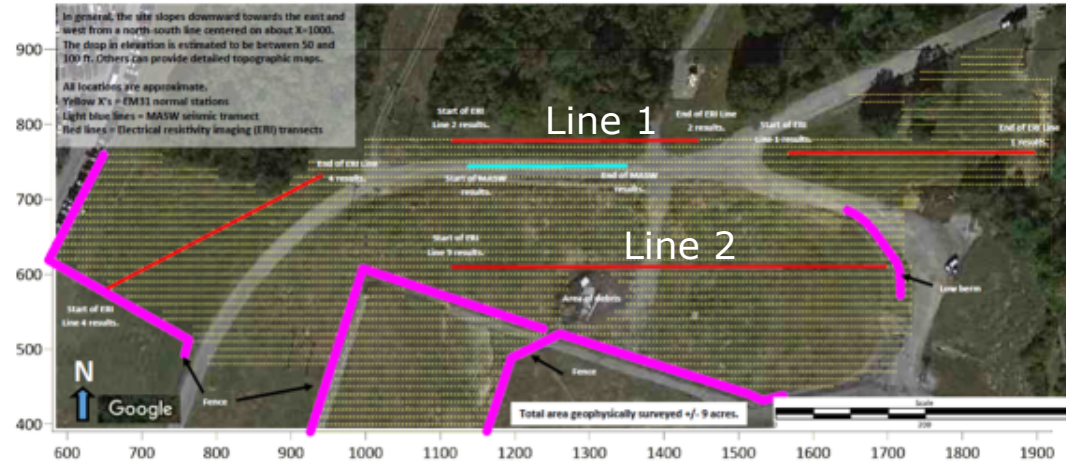 In general, the site slopes downward towards the east and
west from a north-south line centered on about X=1000.
The drop in elevation is estimated to be between 50 and
100 ft. Others can provide detailed topographic maps.
All locations are approximate.
Yellow X's = EM31 normal stations
Light blue lines = MASW seismic transect
Red lines = Electrical resistivity imaging (ERI) transects
900
800
700
600
500
400
Start of ERI
Line 2 results.
Line 1
End of ERI Line
2 results.
Start of ERI
Line 1 results.
End of ERI Line
1 results.
End of ERI Line
4 results.
Start of MASW
results.
End of MASW
results.
Start of ERI
Line 3 results.
Line 2
Area of debris
Low berm
Start of ERI
Line 4 results.
Fence
Fence
N
Google
Total area geophysically surveyed +/- 9 acres.
Scale
0
200
600
700
800
900
1000
1100
1200
1300
1400
1500
1600
1700
1800
1900